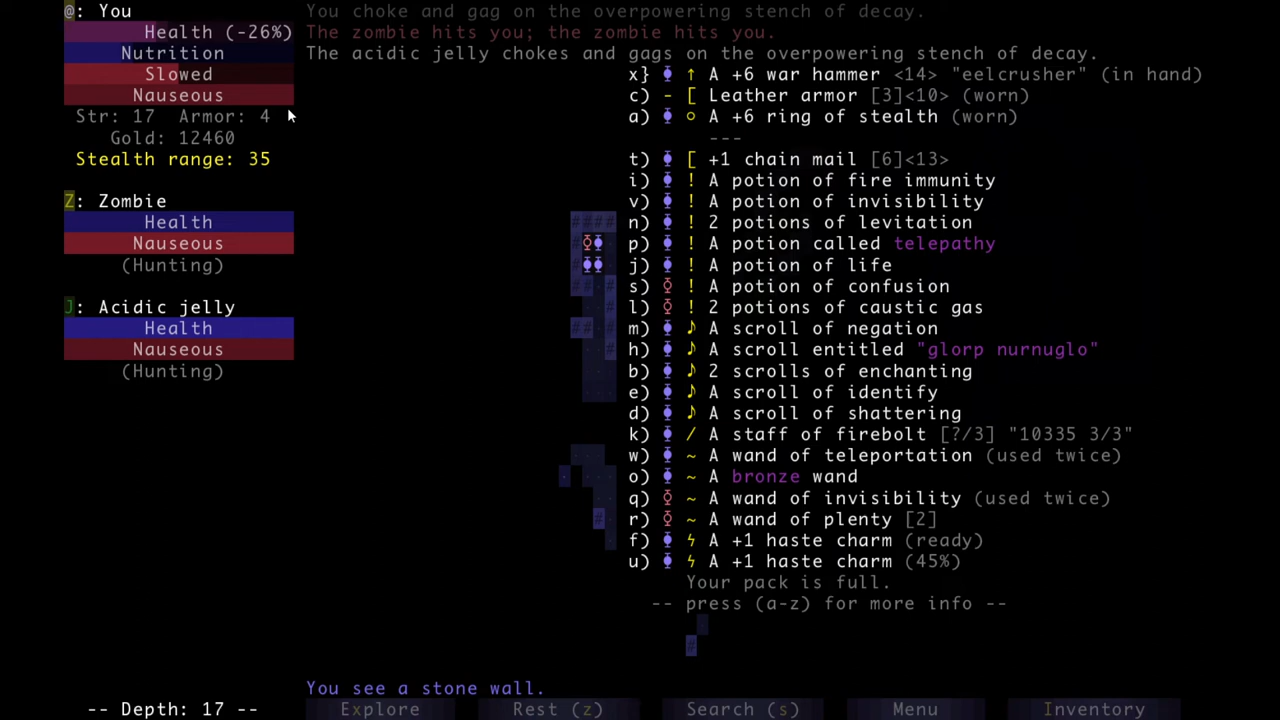 @: You
Health (-26%)
Nutrition
Slowed
Nauseous
Str: 17 Armor: 4
Gold: 12460
Stealth range: 35
Z: Zombie
Health
Nauseous
(Hunting)
J: Acidic jelly
Health
Nauseous
(Hunting)
-- Depth: 17 --
You choke and gag on the overpowering stench of decay.
The zombie hits you; the zombie hits you.
The acidic jelly chokes and gags on the overpowering stench of decay.
x} ↑ A +6 war hammer <14> "eelcrusher" (in hand)
c) - [ Leather armor [3]<10> (worn)
a) ○ A +6 ring of stealth (worn)
---
t) [ +1 chain mail [6]<13>
i) ! A potion of fire immunity
v) ! A potion of invisibility
n) ! 2 potions of levitation
p) ! A potion called telepathy
j) ! A potion of life
s) ! A potion of confusion
l) ! 2 potions of caustic gas
m) ♪ A scroll of negation
h) ♪ A scroll entitled "glorp nurnuglo"
b) ♪ 2 scrolls of enchanting
e) ♪ A scroll of identify
d) ♪ A scroll of shattering
k) / A staff of firebolt [?/3] "10335 3/3"
w) ~ A wand of teleportation (used twice)
o) ~ A bronze wand
q) ~ A wand of invisibility (used twice)
r) ~ A wand of plenty [2]
f) ϟ A +1 haste charm (ready)
u) ϟ A +1 haste charm (45%)
Your pack is full.
-- press (a-z) for more info --
You see a stone wall.
Explore Rest (z) Search (s) Menu Inventory